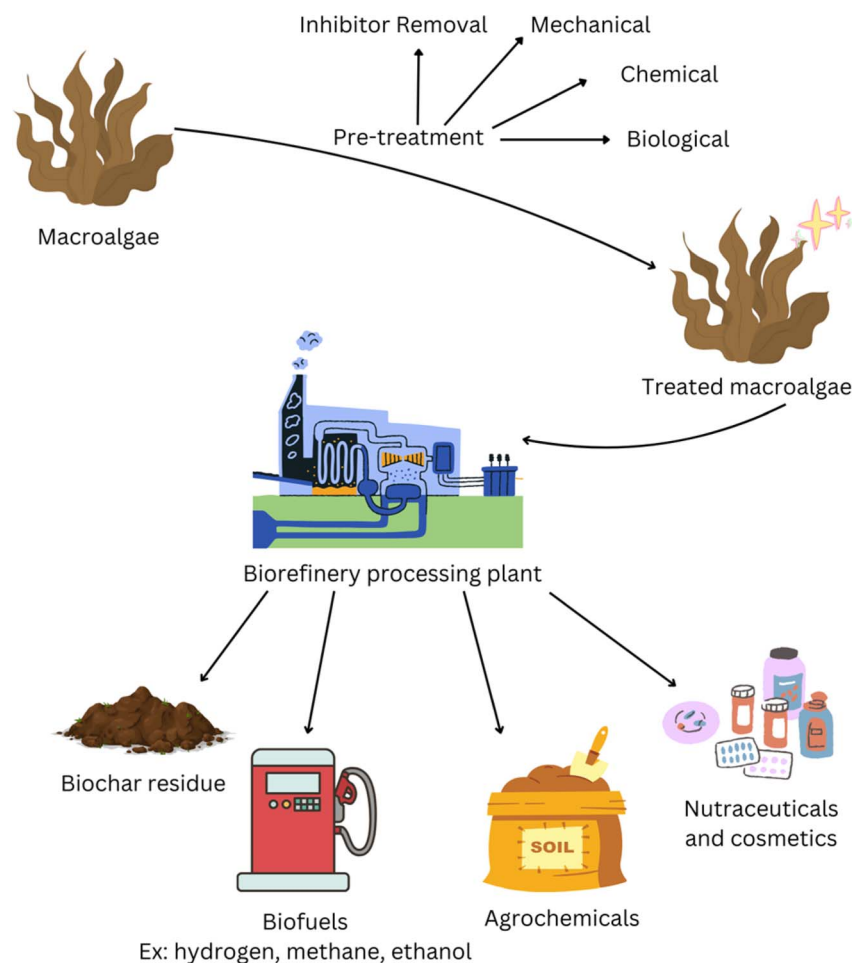 Inhibitor Removal
Mechanical
Chemical
Pre-treatment
Biological
Macroalgae
Treated macroalgae
Biorefinery processing plant
Biochar residue
Biofuels
Ex: hydrogen, methane, ethanol
SOIL
Agrochemicals
Nutraceuticals
and cosmetics